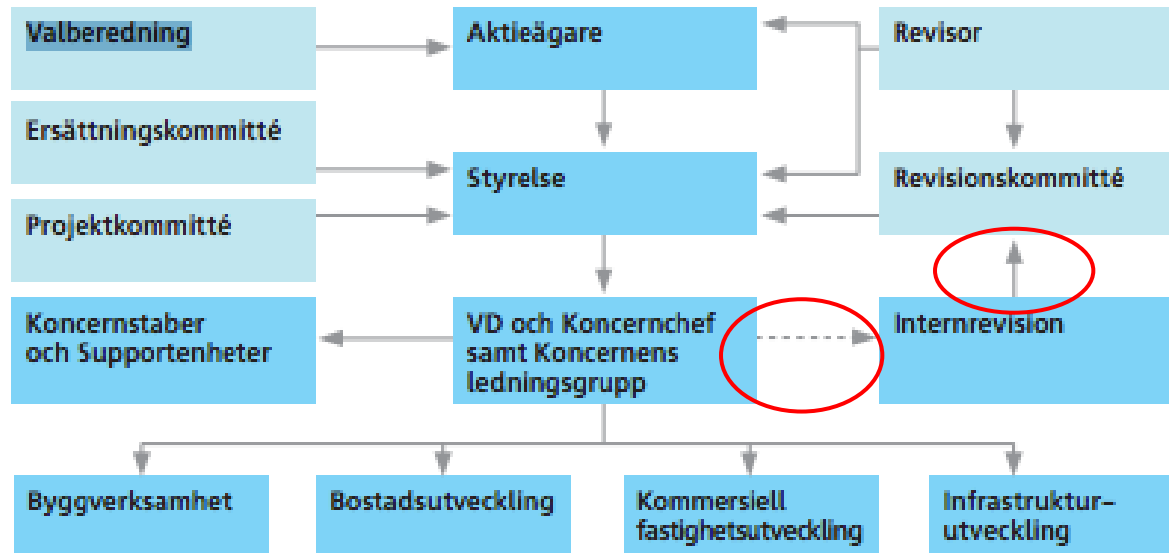 Valberedning
Aktieägare
Revisor
Ersättningskommitté
Styrelse
Revisionskommitté
Projektkommitté
Koncernstaber
och Supportenheter
VD och Koncernchef
samt Koncernens
ledningsgrupp
Internrevision
Byggverksamhet
Bostadsutveckling
Kommersiell
fastighetsutveckling
Infrastruktur-
utveckling